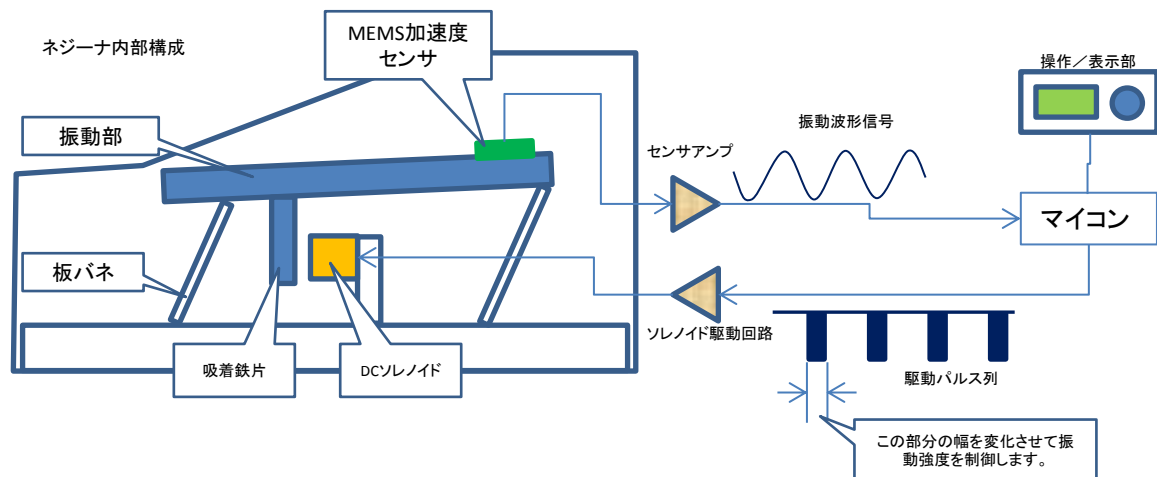 ネジーナ内部構成
MEMS加速度
センサ
操作／表示部
振動部
振動波形信号
センサアンプ
マイコン
板バネ
ソレノイド駆動回路
吸着鉄片
DCソレノイド
駆動パルス列
この部分の幅を変化させて振
動強度を制御します。